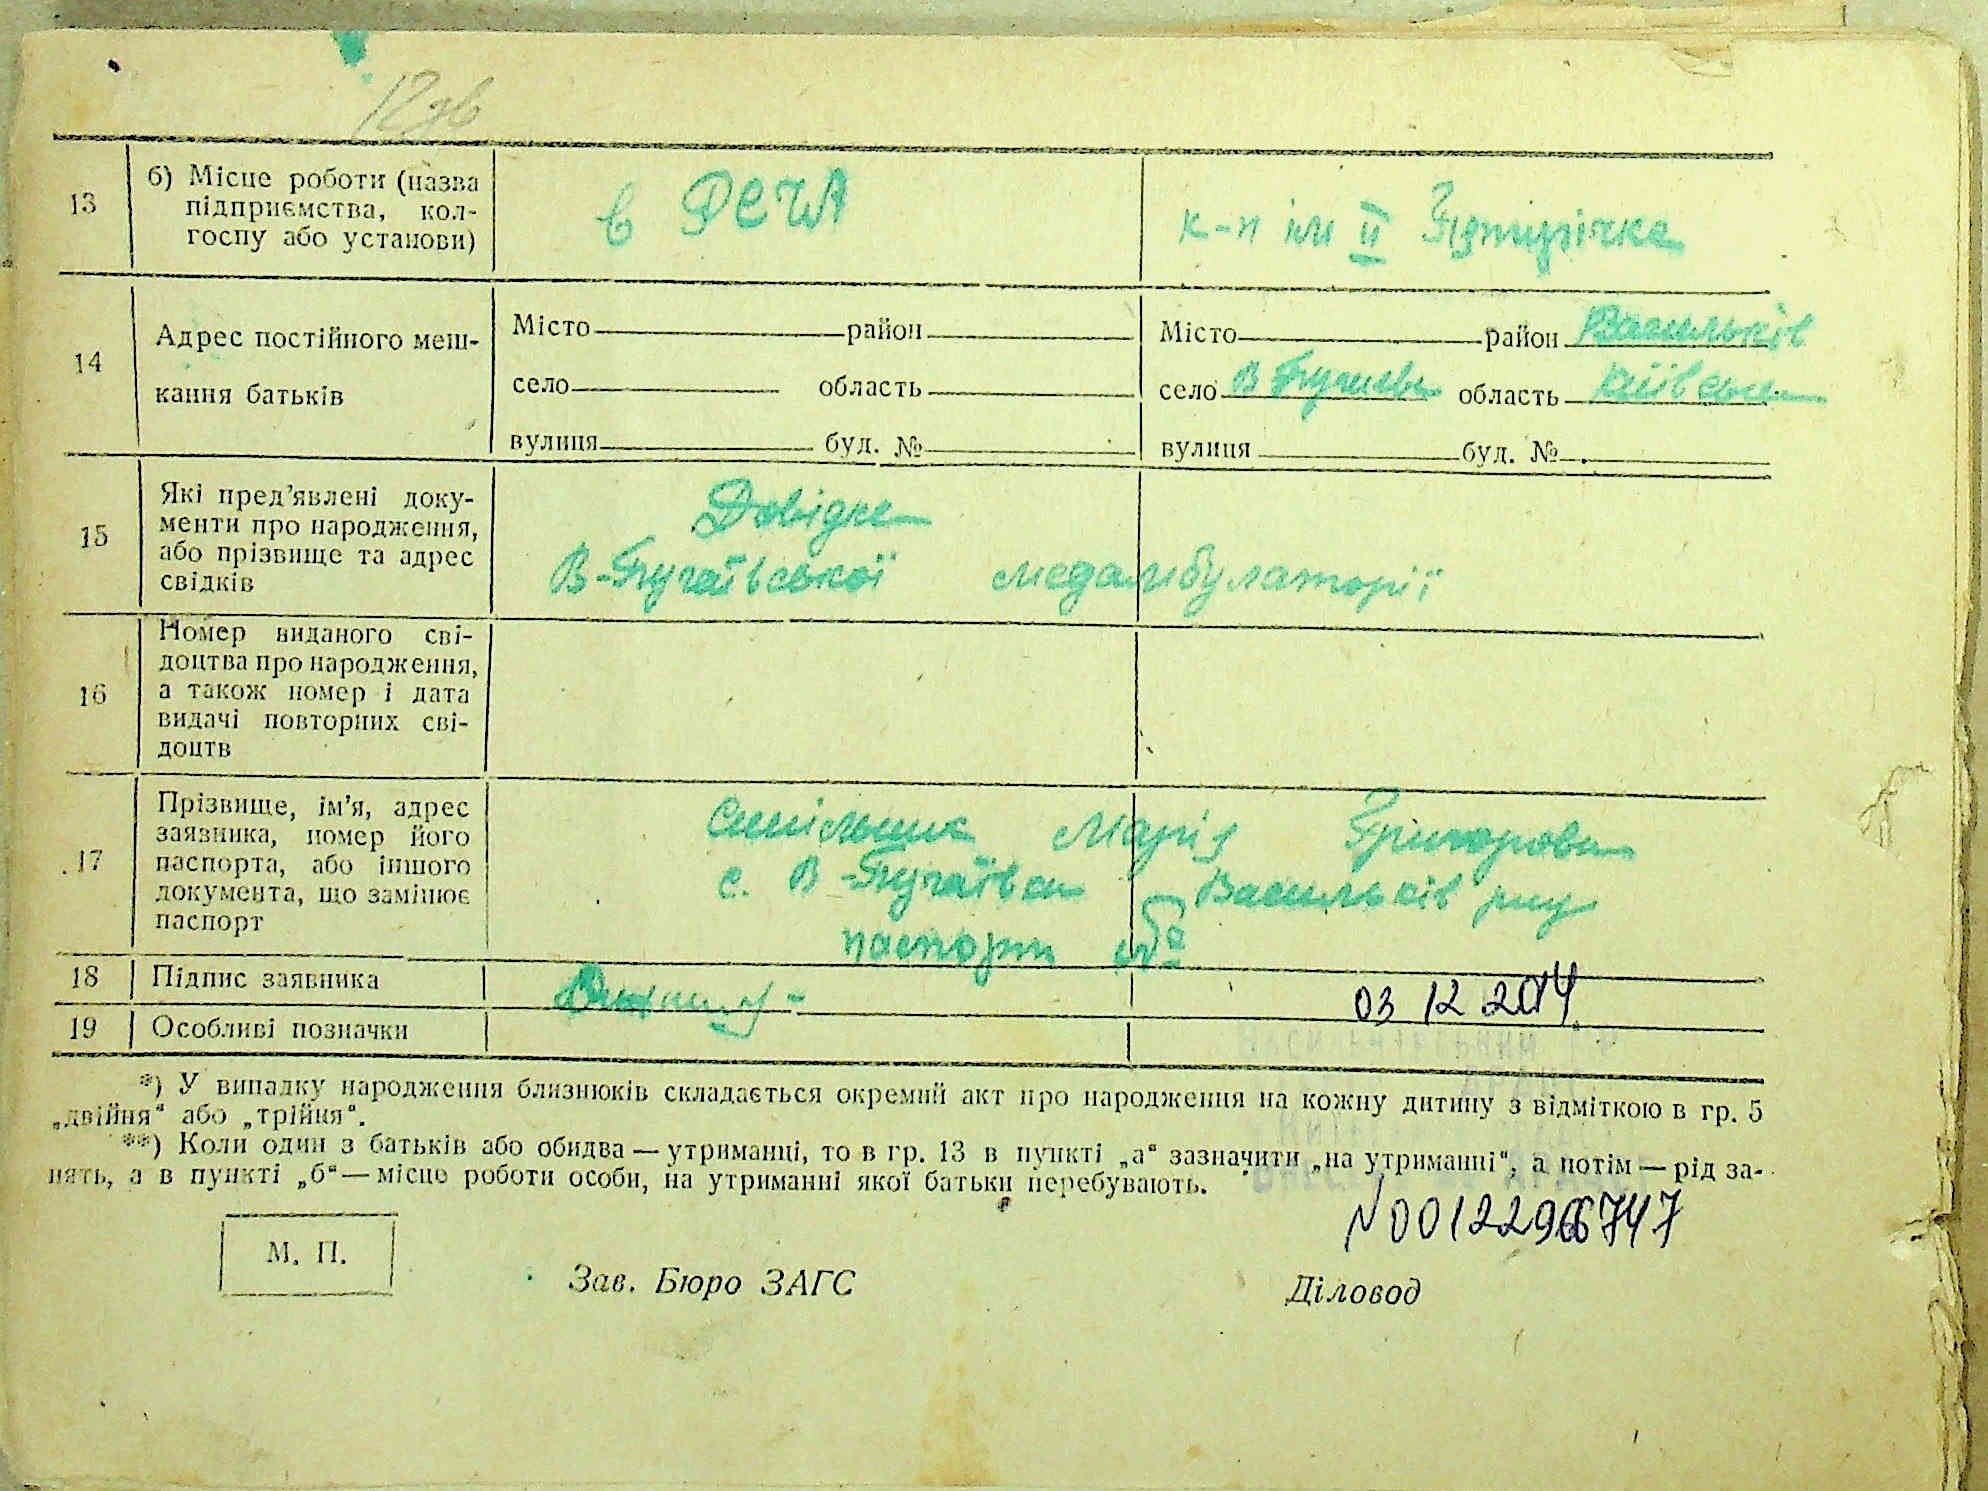 12зв
13
б) Місце роботи (назва
підприємства, кол-
госпу або установи)
в РСЧА
к-п ім ІІ П'ятирічка
14
Адрес постійного меш-
кання батьків
Місто район
село область
вулиця буд. №
Місто район Васильків
село В Бугаївка область Київська
вулиця буд. №
15
Які пред'явлені доку-
менти про народження,
або прізвище та адрес
свідків
Довідка
В-Бугаївської медамбулаторії
16
Номер виданого сві-
доцтва про народження,
а також номер і дата
видачі повторних сві-
доцтв
17
Прізвище, ім'я, адрес
заявника, номер його
паспорта, або іншого
документа, що замінює
паспорт
Марія Григоровна
с. В-Бугаївка Васильків р-ну
паспорт
18
Підпис заявника
03 12 2014
19
Особливі позначки
*) У випадку народження близнюків складається окремий акт про народження на кожну дитину з відміткою в гр. 5
„двійня“ або „трійня“.
**) Коли один з батьків або обидва — утриманці, то в гр. 13 в пункті „а“ зазначити „на утриманні“, а потім — рід за-
нять, а в пункті „б“ — місце роботи особи, на утриманні якої батьки перебувають.
N00122966747
М. П.
Зав. Бюро ЗАГС
Діловод